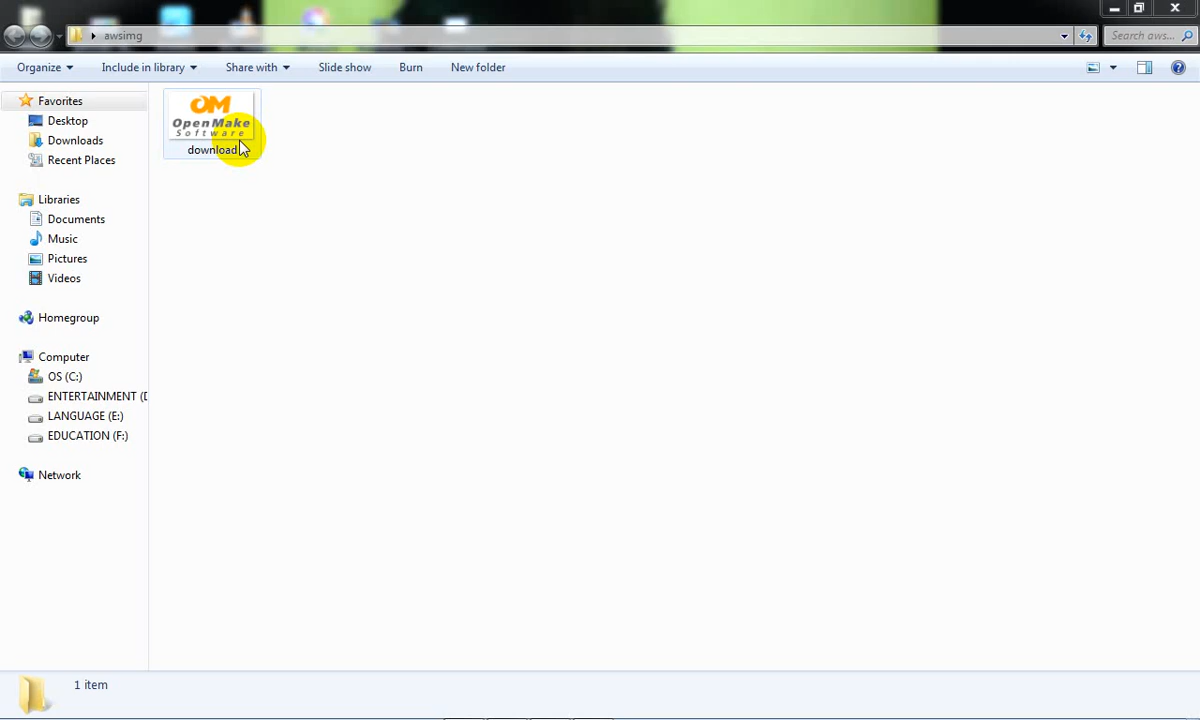 awsimg
Search aws...
Organize
Include in library
Share with
Slide show
Burn
New folder
Favorites
Desktop
Downloads
Recent Places
Libraries
Documents
Music
Pictures
Videos
Homegroup
Computer
OS (C:)
ENTERTAINMENT (D
LANGUAGE (E:)
EDUCATION (F:)
Network
OM
OpenMake
Software
download
1 item